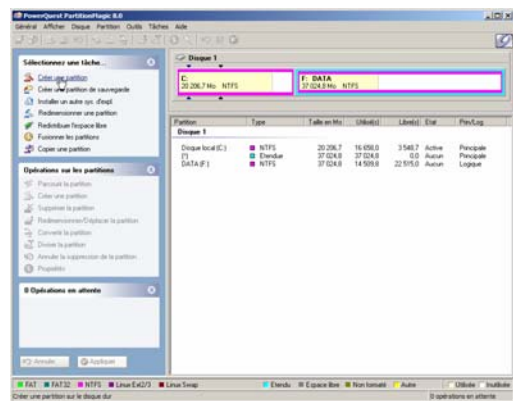 PowerQuest PartitionMagic 8.0
Général Afficher Disque Partition Outils Tâches Aide
Sélectionnez une tâche...
Créer une partition
Créer une partition de sauvegarde
Installer un autre sys. d'expl.
Redimensionner une partition
Redistribuer l'espace libre
Fusionner les partitions
Copier une partition
Opérations sur les partitions
Parcourir la partition
Créer une partition
Supprimer la partition
Redimensionner/Déplacer la partition
Convertir la partition
Diviser la partition
Annuler la suppression de la partition
Propriétés
0 Opérations en attente
Annuler
Appliquer
Disque 1
C:
20 206,7 Mo NTFS
F: DATA
37 024,8 Mo NTFS
Partition Type Taille en Mo Utilisé(s) Libre(s) Etat Prin/Log
Disque 1
Disque local (C:) NTFS 20 206,7 16 658,0 3 548,7 Active Principale
(*) Etendue 37 024,8 37 024,8 0,0 Aucun Principale
DATA (F:) NTFS 37 024,8 14 509,8 22 515,0 Aucun Logique
FAT FAT32 NTFS Linux Ext2/3 Linux Swap Etendu Espace libre Non formaté Autre Utilisée Inutilisée
Créer une partition sur le disque dur
0 opérations en attente